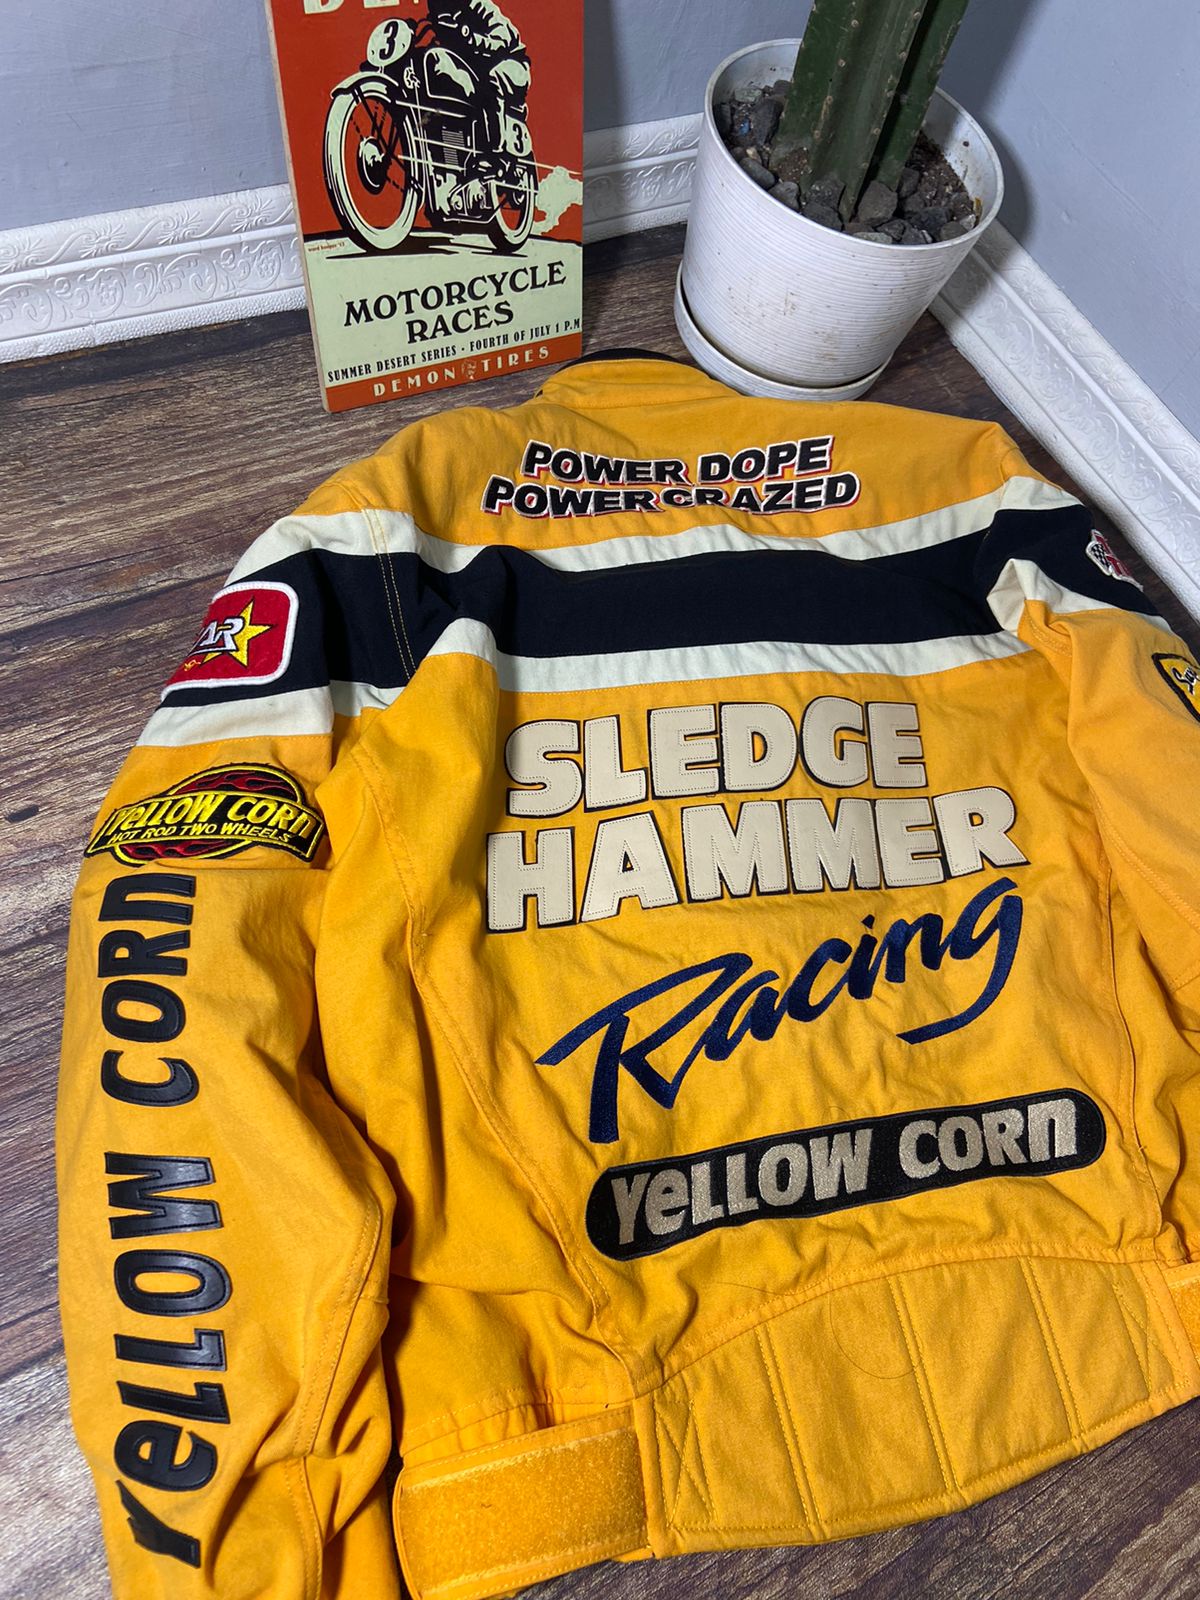 3
3
MOTORCYCLE
RACES
SUMMER DESERT SERIES - FOURTH OF JULY 1 P.M
DEMON TIRES
POWER DOPE
POWER CRAZED
AR
YeLLOW CORn
HOT ROD TWO WHEELS
YeLLOW CORn
SLEDGE
HAMMER
Racing
YeLLOW CORn